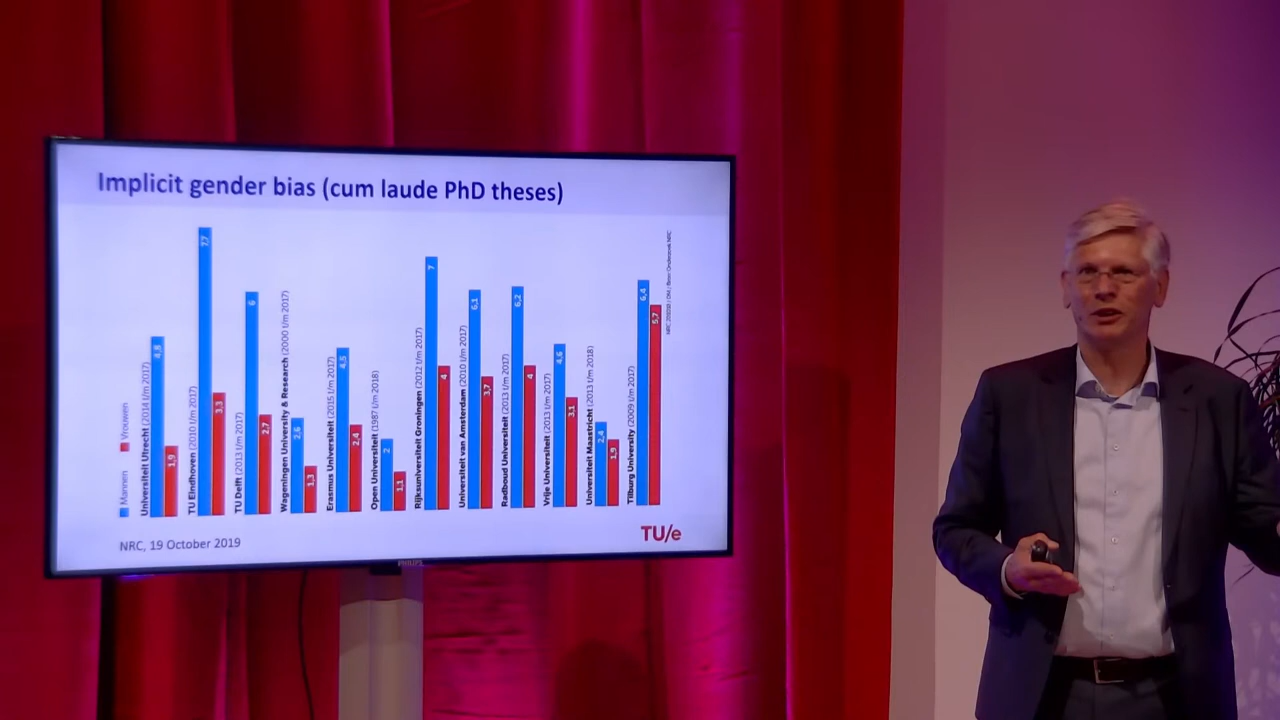 Implicit gender bias (cum laude PhD theses)
Mannen Vrouwen
Universiteit Utrecht (2014 t/m 2017)
4,8
1,9
TU Eindhoven (2010 t/m 2017)
7,7
3,3
TU Delft (2013 t/m 2017)
6
2,7
Wageningen University & Research (2000 t/m 2017)
2,6
1,3
Erasmus Universiteit (2015 t/m 2017)
4,5
2,4
Open Universiteit (1987 t/m 2018)
2
1,1
Rijksuniversiteit Groningen (2012 t/m 2017)
7
4
Universiteit van Amsterdam (2010 t/m 2017)
6,1
3,7
Radboud Universiteit (2013 t/m 2017)
6,2
4
Vrije Universiteit (2013 t/m 2017)
4,6
3,1
Universiteit Maastricht (2013 t/m 2018)
2,4
1,9
Tilburg University (2009 t/m 2017)
6,4
5,7
NRC, 19 October 2019
TU/e
PHILIPS